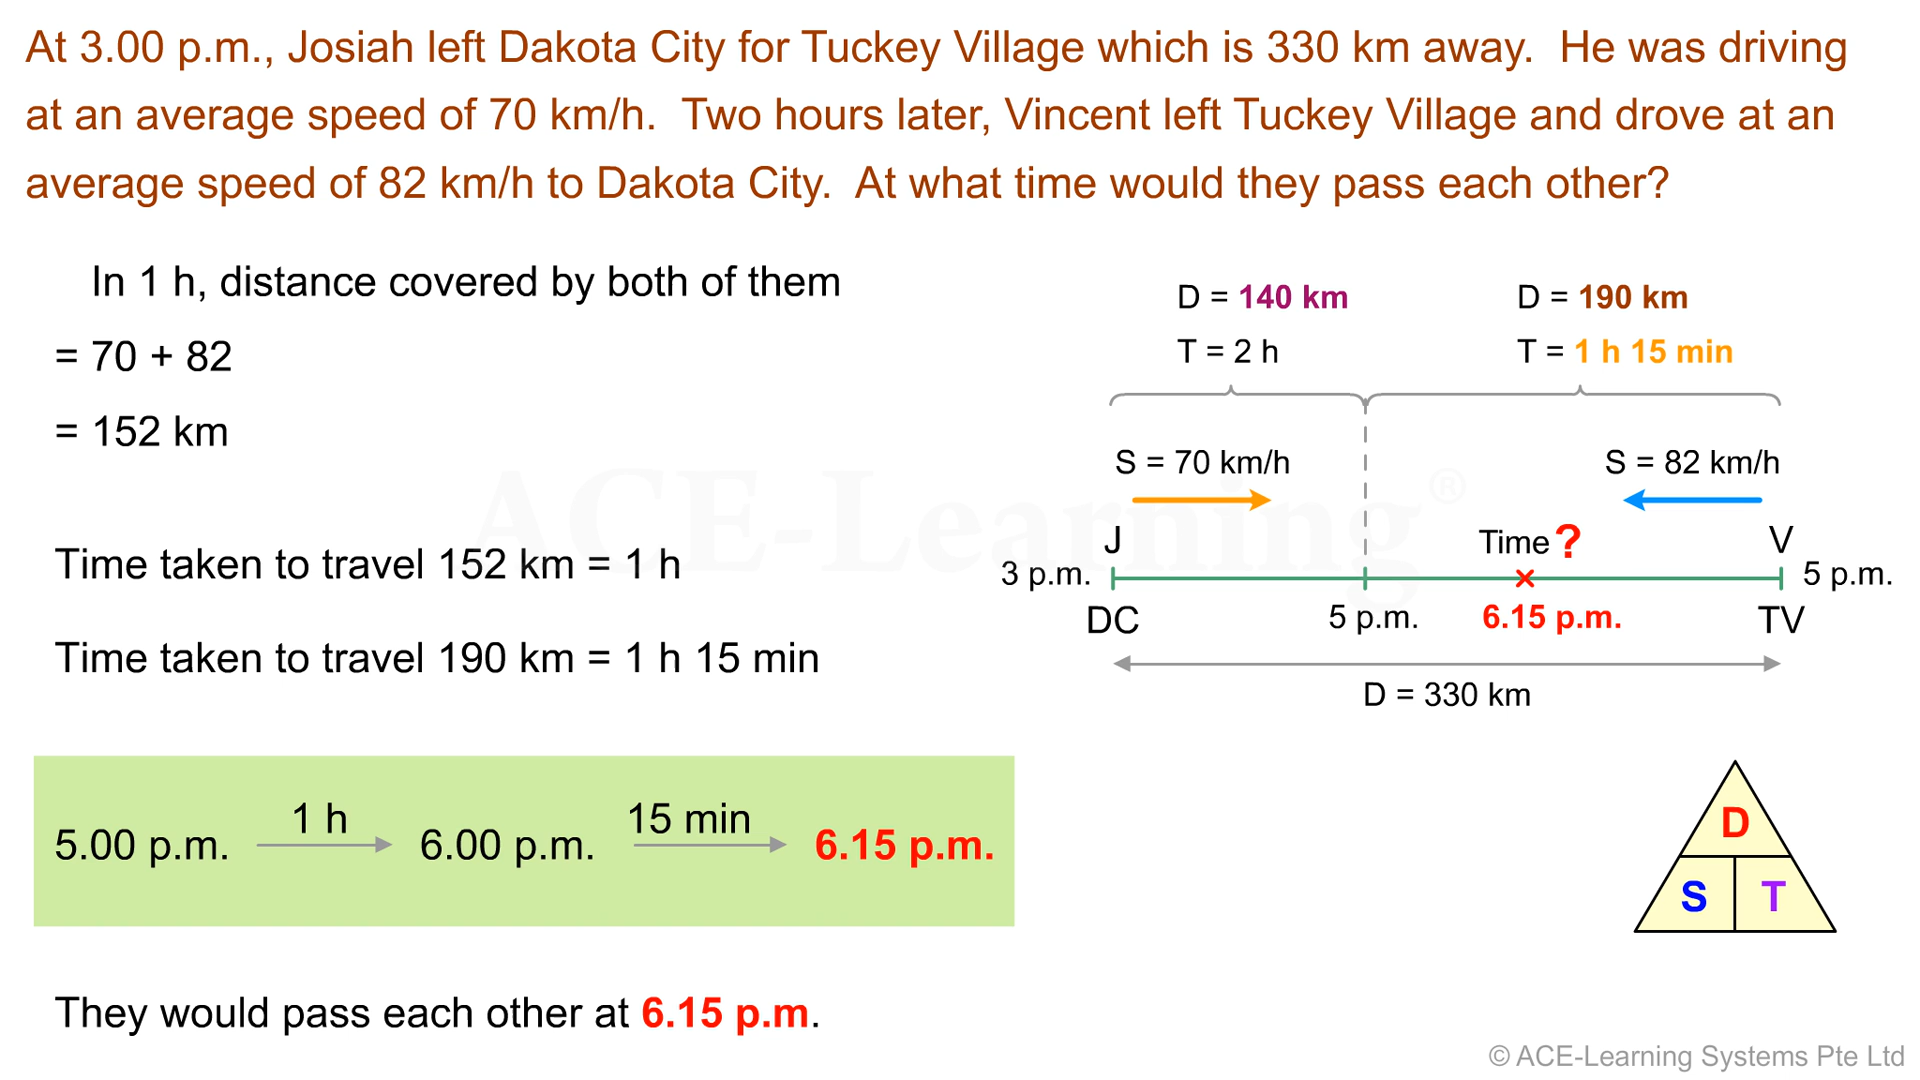 At 3.00 p.m., Josiah left Dakota City for Tuckey Village which is 330 km away. He was driving
at an average speed of 70 km/h. Two hours later, Vincent left Tuckey Village and drove at an
average speed of 82 km/h to Dakota City. At what time would they pass each other?
In 1 h, distance covered by both of them
= 70 + 82
= 152 km
Time taken to travel 152 km = 1 h
Time taken to travel 190 km = 1 h 15 min
D = 140 km D = 190 km
T = 2 h T = 1 h 15 min
S = 70 km/h S = 82 km/h
J Time ? V
3 p.m. 5 p.m.
DC 5 p.m. 6.15 p.m. TV
D = 330 km
1 h 15 min
5.00 p.m. 6.00 p.m. 6.15 p.m.
D
S T
They would pass each other at 6.15 p.m.
ACE-Learning ®
© ACE-Learning Systems Pte Ltd